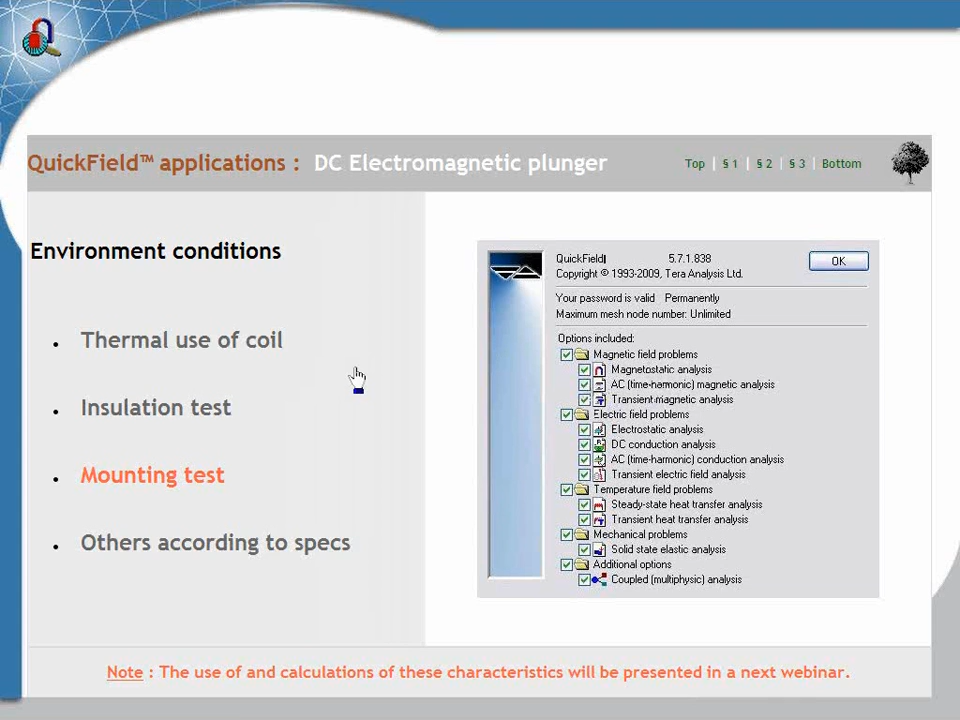 QuickField™ applications : DC Electromagnetic plunger
Top | § 1 | § 2 | § 3 | Bottom
Environment conditions
• Thermal use of coil
• Insulation test
• Mounting test
• Others according to specs
QuickField 5.7.1.838
OK
Copyright © 1993-2009, Tera Analysis Ltd.
Your password is valid Permanently
Maximum mesh node number: Unlimited
Options included:
Magnetic field problems
Magnetostatic analysis
AC (time-harmonic) magnetic analysis
Transient magnetic analysis
Electric field problems
Electrostatic analysis
DC conduction analysis
AC (time-harmonic) conduction analysis
Transient electric field analysis
Temperature field problems
Steady-state heat transfer analysis
Transient heat transfer analysis
Mechanical problems
Solid state elastic analysis
Additional options
Coupled (multiphysic) analysis
Note : The use of and calculations of these characteristics will be presented in a next webinar.